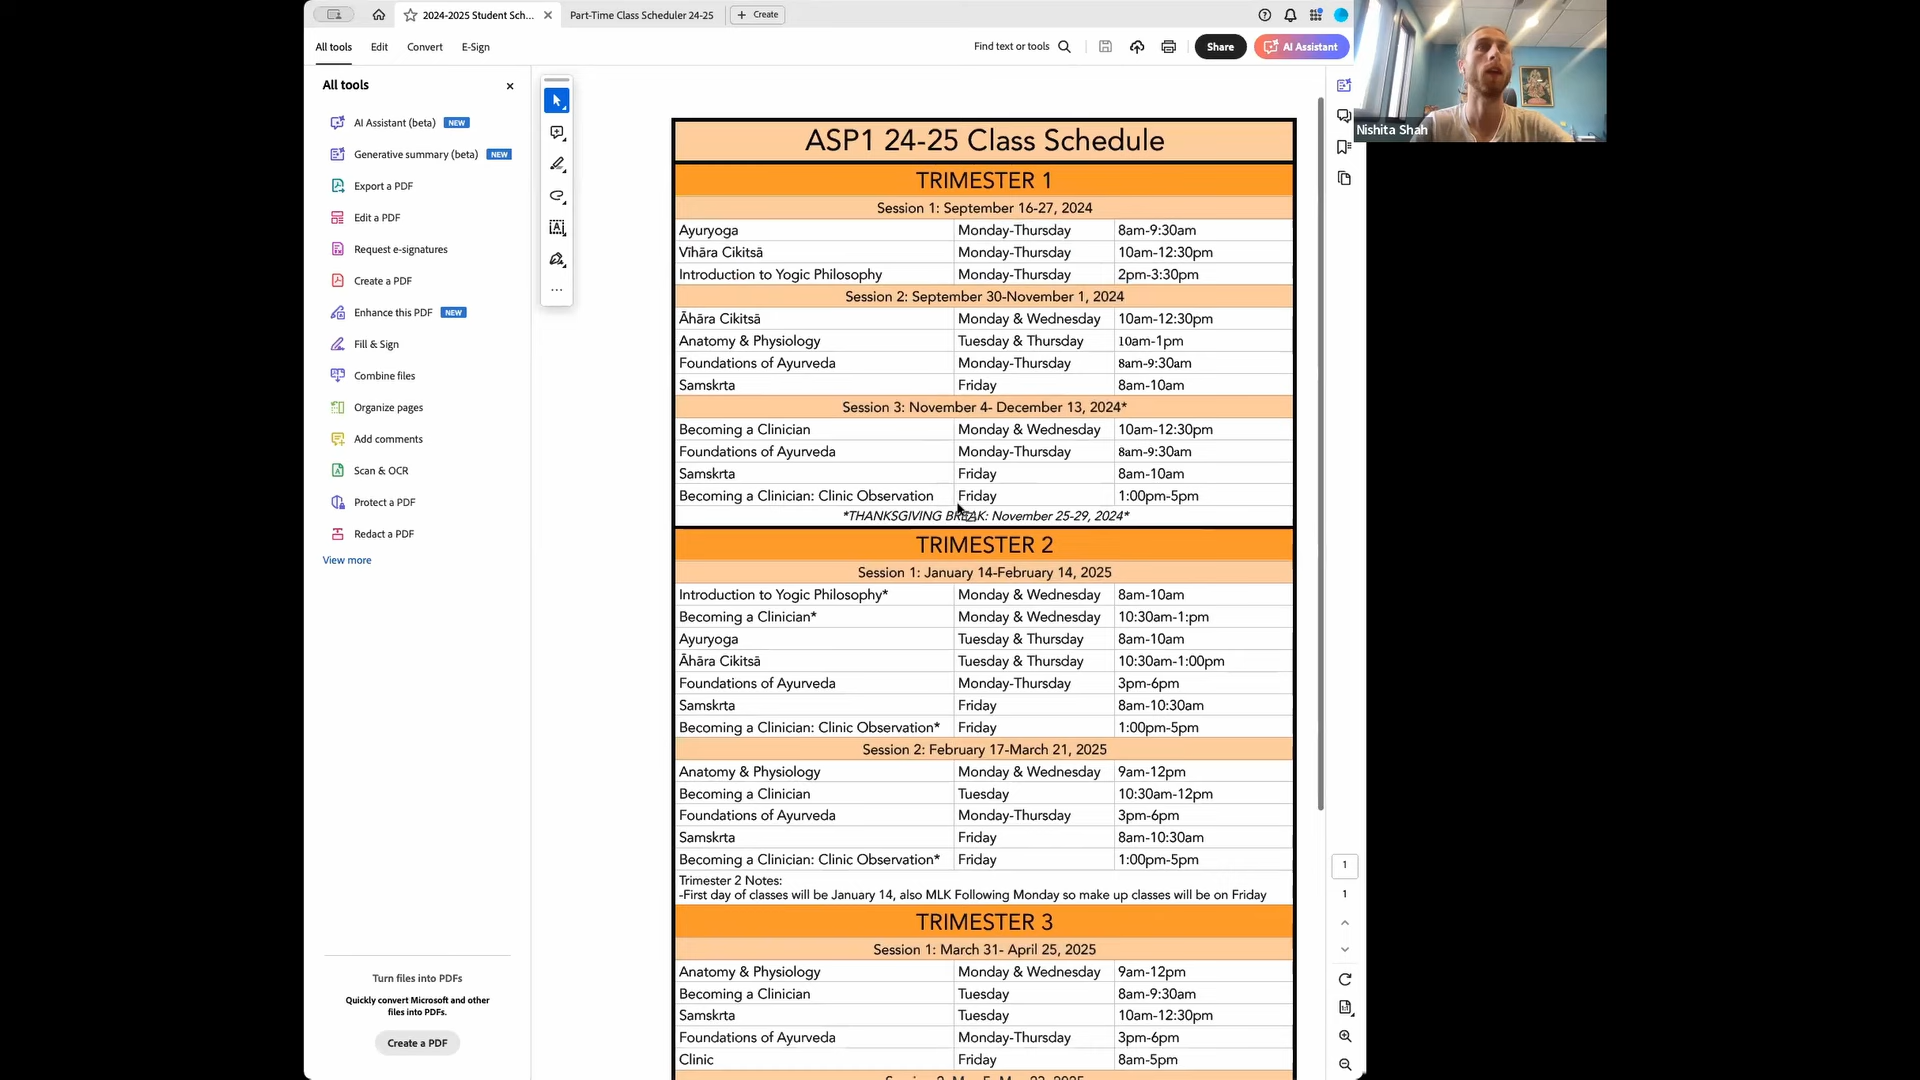 2024-2025 Student Sch...
Part-Time Class Scheduler 24-25
Create
All tools
Edit
Convert
E-Sign
Find text or tools
Share
AI Assistant
All tools
AI Assistant (beta) NEW
Generative summary (beta) NEW
Export a PDF
Edit a PDF
Request e-signatures
Create a PDF
Enhance this PDF NEW
Fill & Sign
Combine files
Organize pages
Add comments
Scan & OCR
Protect a PDF
Redact a PDF
View more
Turn files into PDFs
Quickly convert Microsoft and other
files into PDFs.
Create a PDF
ASP1 24-25 Class Schedule
TRIMESTER 1
Session 1: September 16-27, 2024
Ayuryoga Monday-Thursday 8am-9:30am
Vihāra Cikitsā Monday-Thursday 10am-12:30pm
Introduction to Yogic Philosophy Monday-Thursday 2pm-3:30pm
Session 2: September 30-November 1, 2024
Āhāra Cikitsā Monday & Wednesday 10am-12:30pm
Anatomy & Physiology Tuesday & Thursday 10am-1pm
Foundations of Ayurveda Monday-Thursday 8am-9:30am
Samskrta Friday 8am-10am
Session 3: November 4- December 13, 2024*
Becoming a Clinician Monday & Wednesday 10am-12:30pm
Foundations of Ayurveda Monday-Thursday 8am-9:30am
Samskrta Friday 8am-10am
Becoming a Clinician: Clinic Observation Friday 1:00pm-5pm
*THANKSGIVING BREAK: November 25-29, 2024*
TRIMESTER 2
Session 1: January 14-February 14, 2025
Introduction to Yogic Philosophy* Monday & Wednesday 8am-10am
Becoming a Clinician* Monday & Wednesday 10:30am-1:pm
Ayuryoga Tuesday & Thursday 8am-10am
Āhāra Cikitsā Tuesday & Thursday 10:30am-1:00pm
Foundations of Ayurveda Monday-Thursday 3pm-6pm
Samskrta Friday 8am-10:30am
Becoming a Clinician: Clinic Observation* Friday 1:00pm-5pm
Session 2: February 17-March 21, 2025
Anatomy & Physiology Monday & Wednesday 9am-12pm
Becoming a Clinician Tuesday 10:30am-12pm
Foundations of Ayurveda Monday-Thursday 3pm-6pm
Samskrta Friday 8am-10:30am
Becoming a Clinician: Clinic Observation* Friday 1:00pm-5pm
Trimester 2 Notes:
-First day of classes will be January 14, also MLK Following Monday so make up classes will be on Friday
TRIMESTER 3
Session 1: March 31- April 25, 2025
Anatomy & Physiology Monday & Wednesday 9am-12pm
Becoming a Clinician Tuesday 8am-9:30am
Samskrta Tuesday 10am-12:30pm
Foundations of Ayurveda Monday-Thursday 3pm-6pm
Clinic Friday 8am-5pm
1
1
Nishita Shah